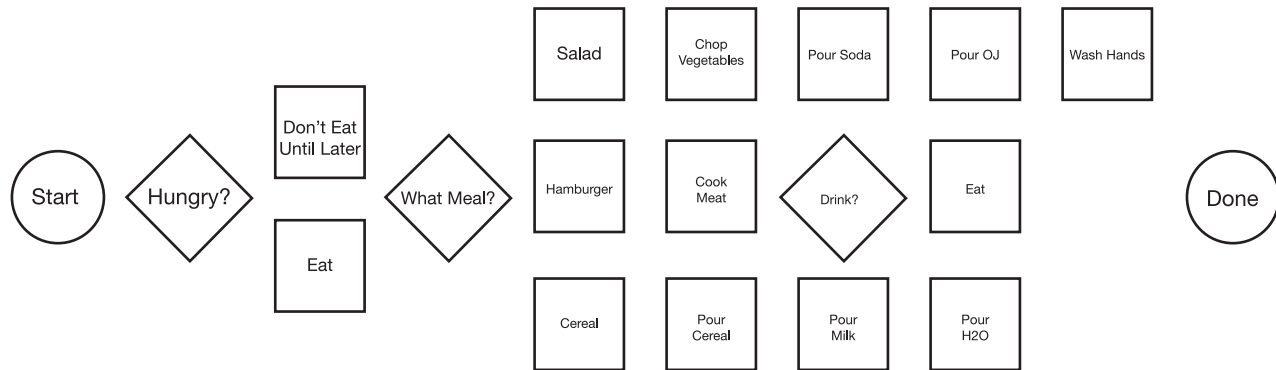 Start
Hungry?
Don't Eat
Until Later
Eat
What Meal?
Salad
Chop
Vegetables
Pour Soda
Pour OJ
Wash Hands
Hamburger
Cook
Meat
Drink?
Eat
Cereal
Pour
Cereal
Pour
Milk
Pour
H2O
Done